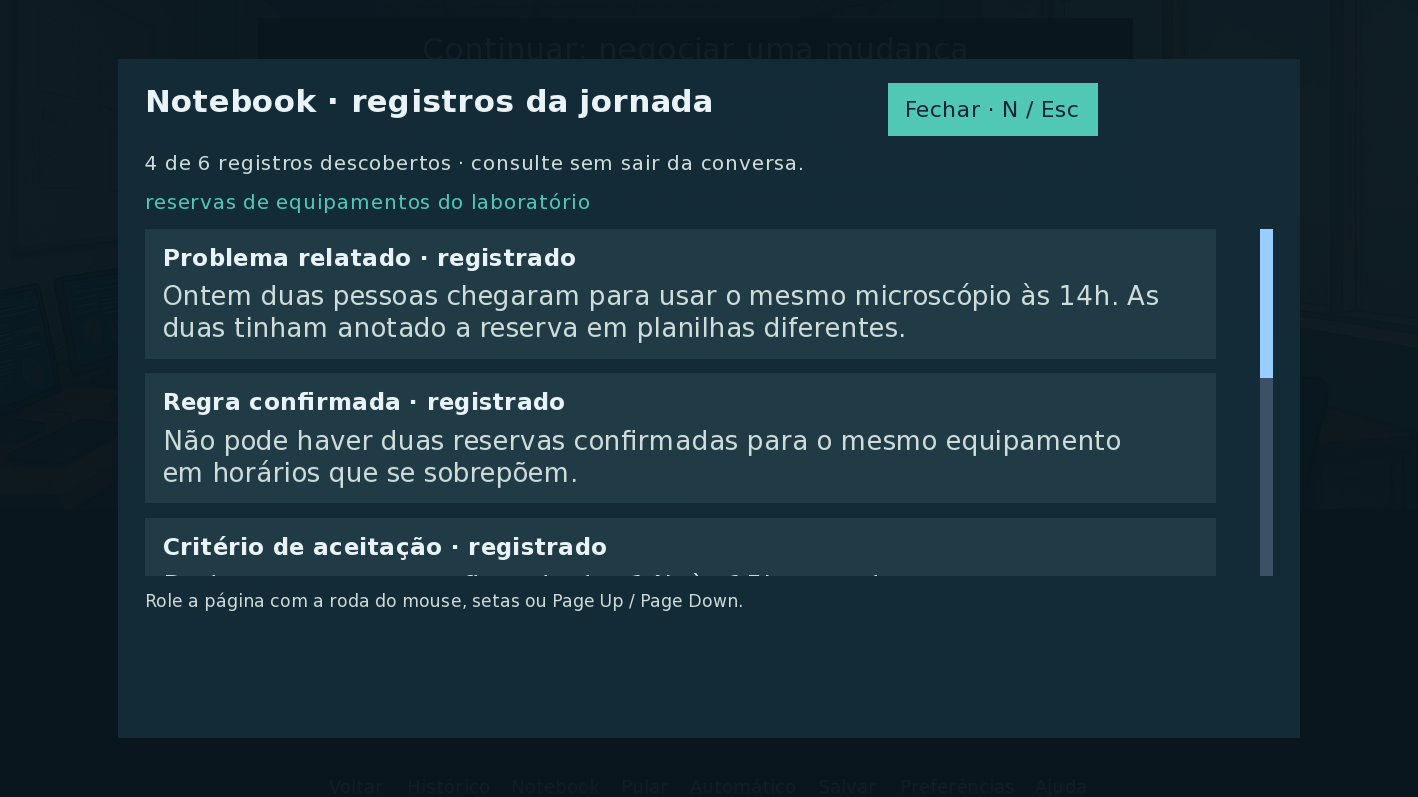 Continuar: negociar uma mudança
Notebook · registros da jornada
Fechar · N / Esc
4 de 6 registros descobertos · consulte sem sair da conversa.
reservas de equipamentos do laboratório
Problema relatado · registrado
Ontem duas pessoas chegaram para usar o mesmo microscópio às 14h. As
duas tinham anotado a reserva em planilhas diferentes.
Regra confirmada · registrado
Não pode haver duas reservas confirmadas para o mesmo equipamento
em horários que se sobrepõem.
Critério de aceitação · registrado
Role a página com a roda do mouse, setas ou Page Up / Page Down.
Voltar Histórico Notebook Pular Automático Salvar Preferências Ajuda